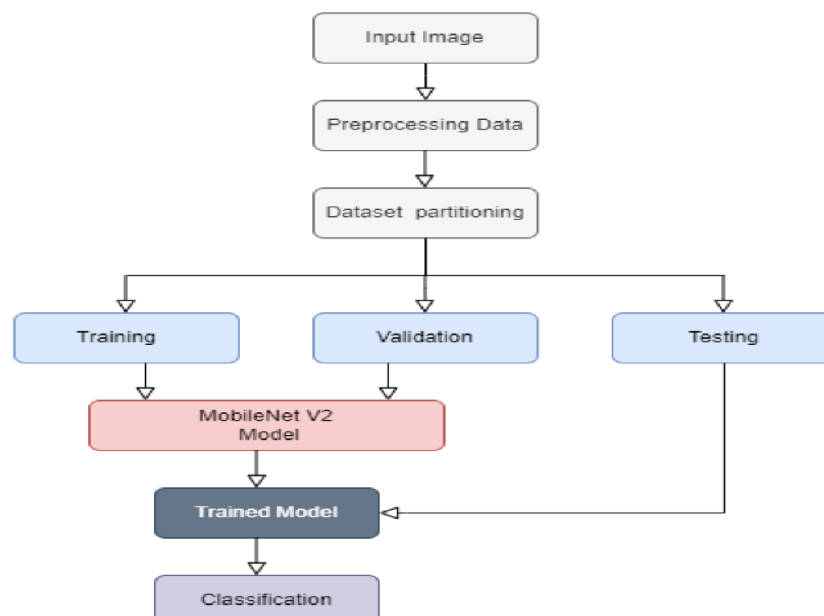 Input Image
Preprocessing Data
Dataset partitioning
Training
Validation
Testing
MobileNet V2
Model
Trained Model
Classification